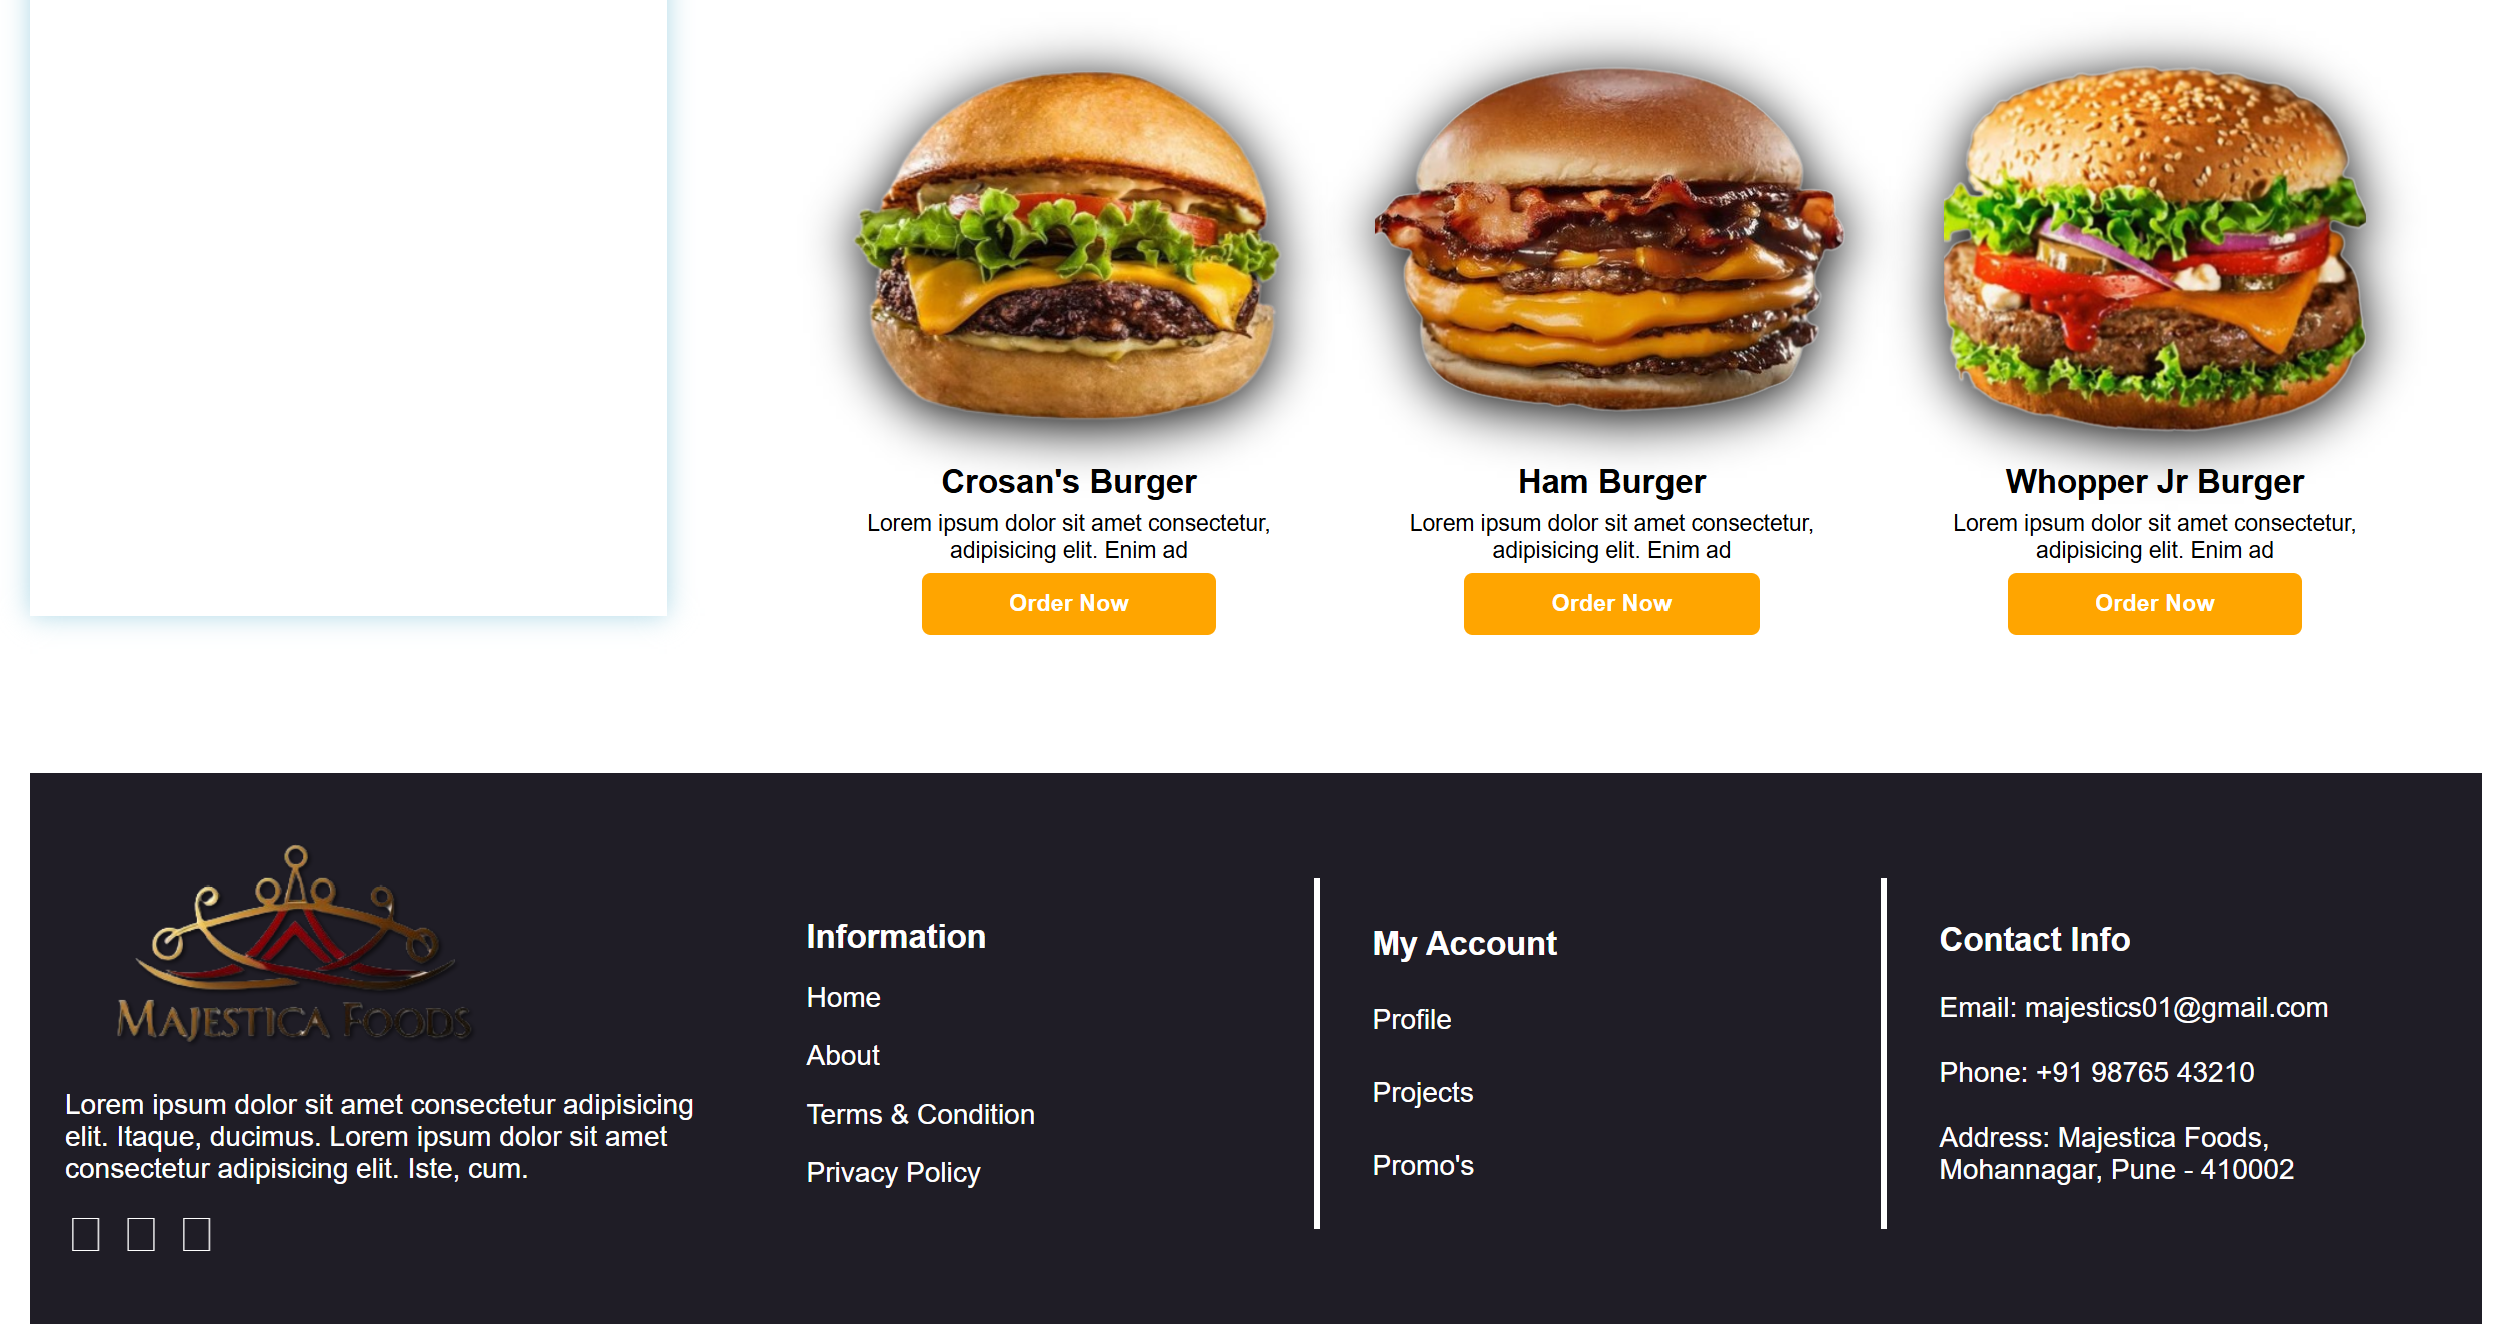 Crosan's Burger
Lorem ipsum dolor sit amet consectetur,
adipisicing elit. Enim ad
Order Now
Ham Burger
Lorem ipsum dolor sit amet consectetur,
adipisicing elit. Enim ad
Order Now
Whopper Jr Burger
Lorem ipsum dolor sit amet consectetur,
adipisicing elit. Enim ad
Order Now
MAJESTICA FOODS
Lorem ipsum dolor sit amet consectetur adipisicing
elit. Itaque, ducimus. Lorem ipsum dolor sit amet
consectetur adipisicing elit. Iste, cum.
Information
Home
About
Terms & Condition
Privacy Policy
My Account
Profile
Projects
Promo's
Contact Info
Email: majestics01@gmail.com
Phone: +91 98765 43210
Address: Majestica Foods,
Mohannagar, Pune - 410002